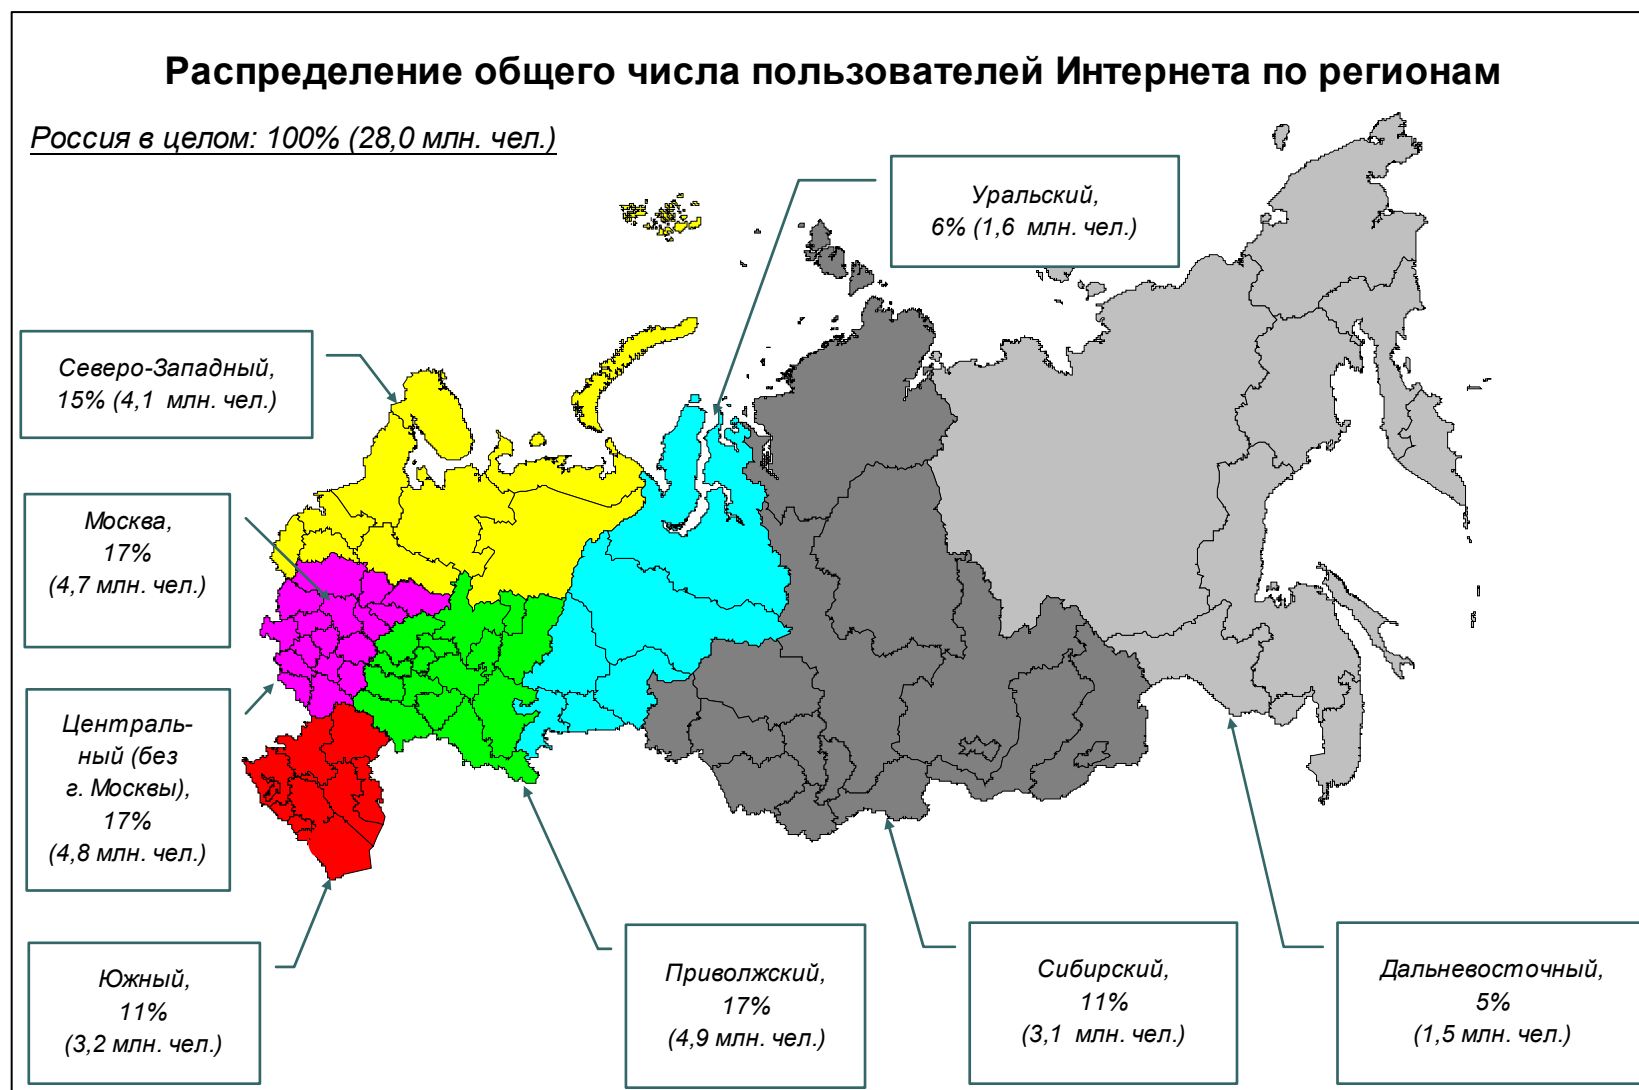 Распределение общего числа пользователей Интернета по регионам
Россия в целом: 100% (28,0 млн. чел.)
Уральский,
6% (1,6 млн. чел.)
Северо-Западный,
15% (4,1 млн. чел.)
Москва,
17%
(4,7 млн. чел.)
Централь-
ный (без
г. Москвы),
17%
(4,8 млн. чел.)
Южный,
11%
(3,2 млн. чел.)
Приволжский,
17%
(4,9 млн. чел.)
Сибирский,
11%
(3,1 млн. чел.)
Дальневосточный,
5%
(1,5 млн. чел.)